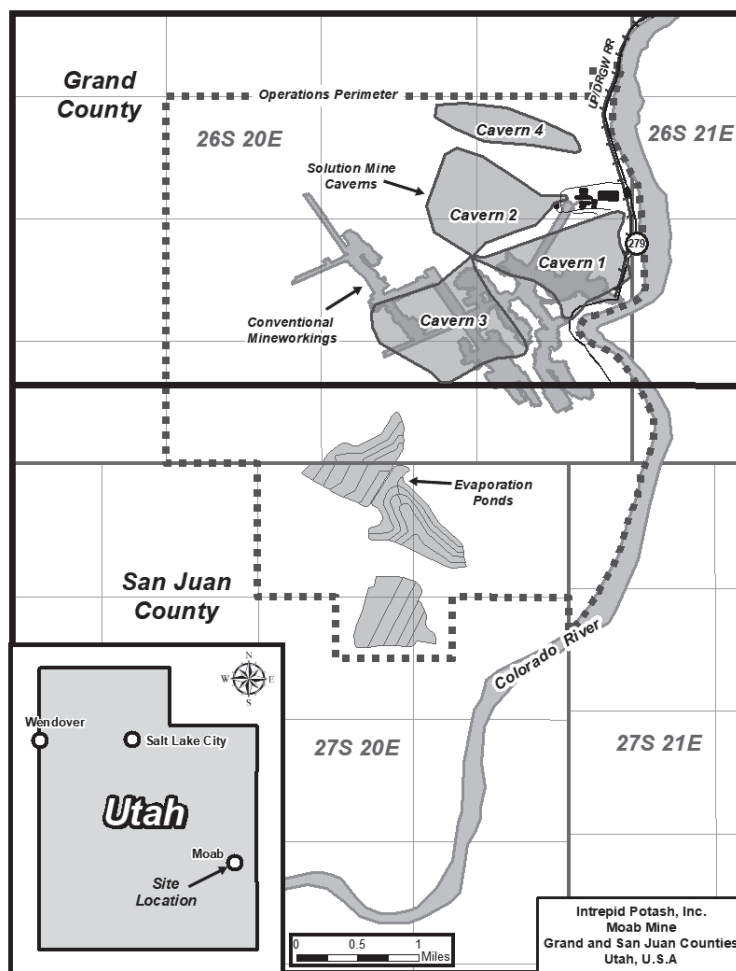 UP/DRGW RR
Grand
County
Operations Perimeter
26S 20E
26S 21E
Cavern 4
Solution Mine
Caverns
Cavern 2
279
Cavern 1
Conventional
Mineworkings
Cavern 3
Evaporation
Ponds
San Juan
County
Colorado River
27S 20E
27S 21E
N
W E
S
Wendover
Salt Lake City
Utah
Moab
Site
Location
0 0.5 1
Miles
Intrepid Potash, Inc.
Moab Mine
Grand and San Juan Counties
Utah, U.S.A